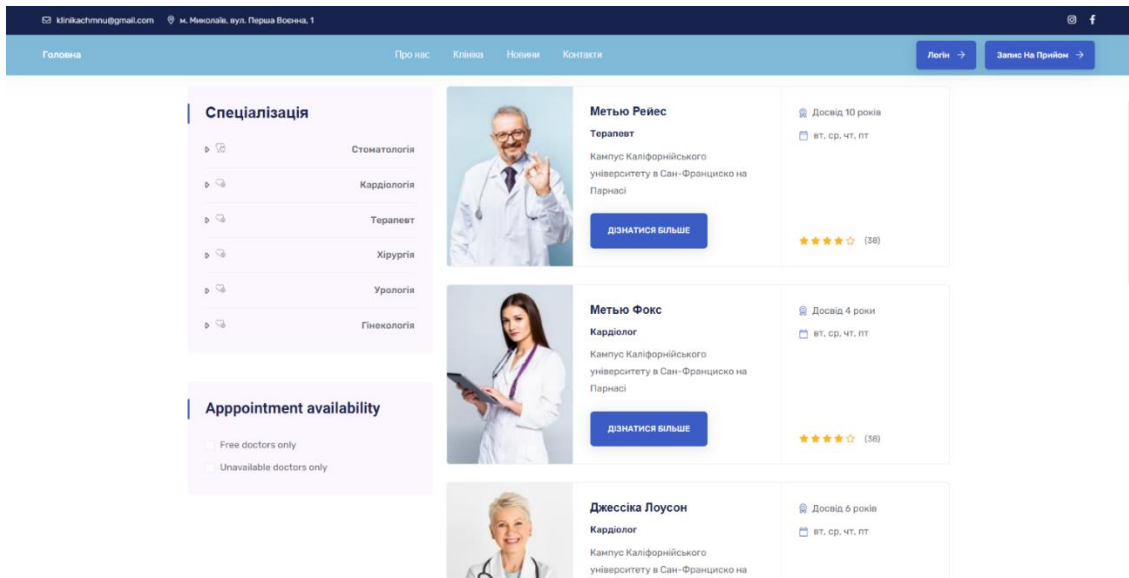 klinikachmnu@gmail.com
м. Миколаїв, вул. Перша Воєнна, 1
Головна
Про нас
Клініка
Новини
Контакти
Логін
Запис На Прийом
Спеціалізація
Стоматологія
Кардіологія
Терапевт
Хірургія
Урологія
Гінекологія
Apppointment availability
Free doctors only
Unavailable doctors only
Метью Рейес
Терапевт
Кампус Каліфорнійського
університету в Сан-Франциско на
Парнасі
ДІЗНАТИСЯ БІЛЬШЕ
Досвід 10 років
вт, ср, чт, пт
(38)
Метью Фокс
Кардіолог
Кампус Каліфорнійського
університету в Сан-Франциско на
Парнасі
ДІЗНАТИСЯ БІЛЬШЕ
Досвід 4 роки
вт, ср, чт, пт
(38)
Джессіка Лоусон
Кардіолог
Кампус Каліфорнійського
університету в Сан-Франциско на
Досвід 6 років
вт, ср, чт, пт